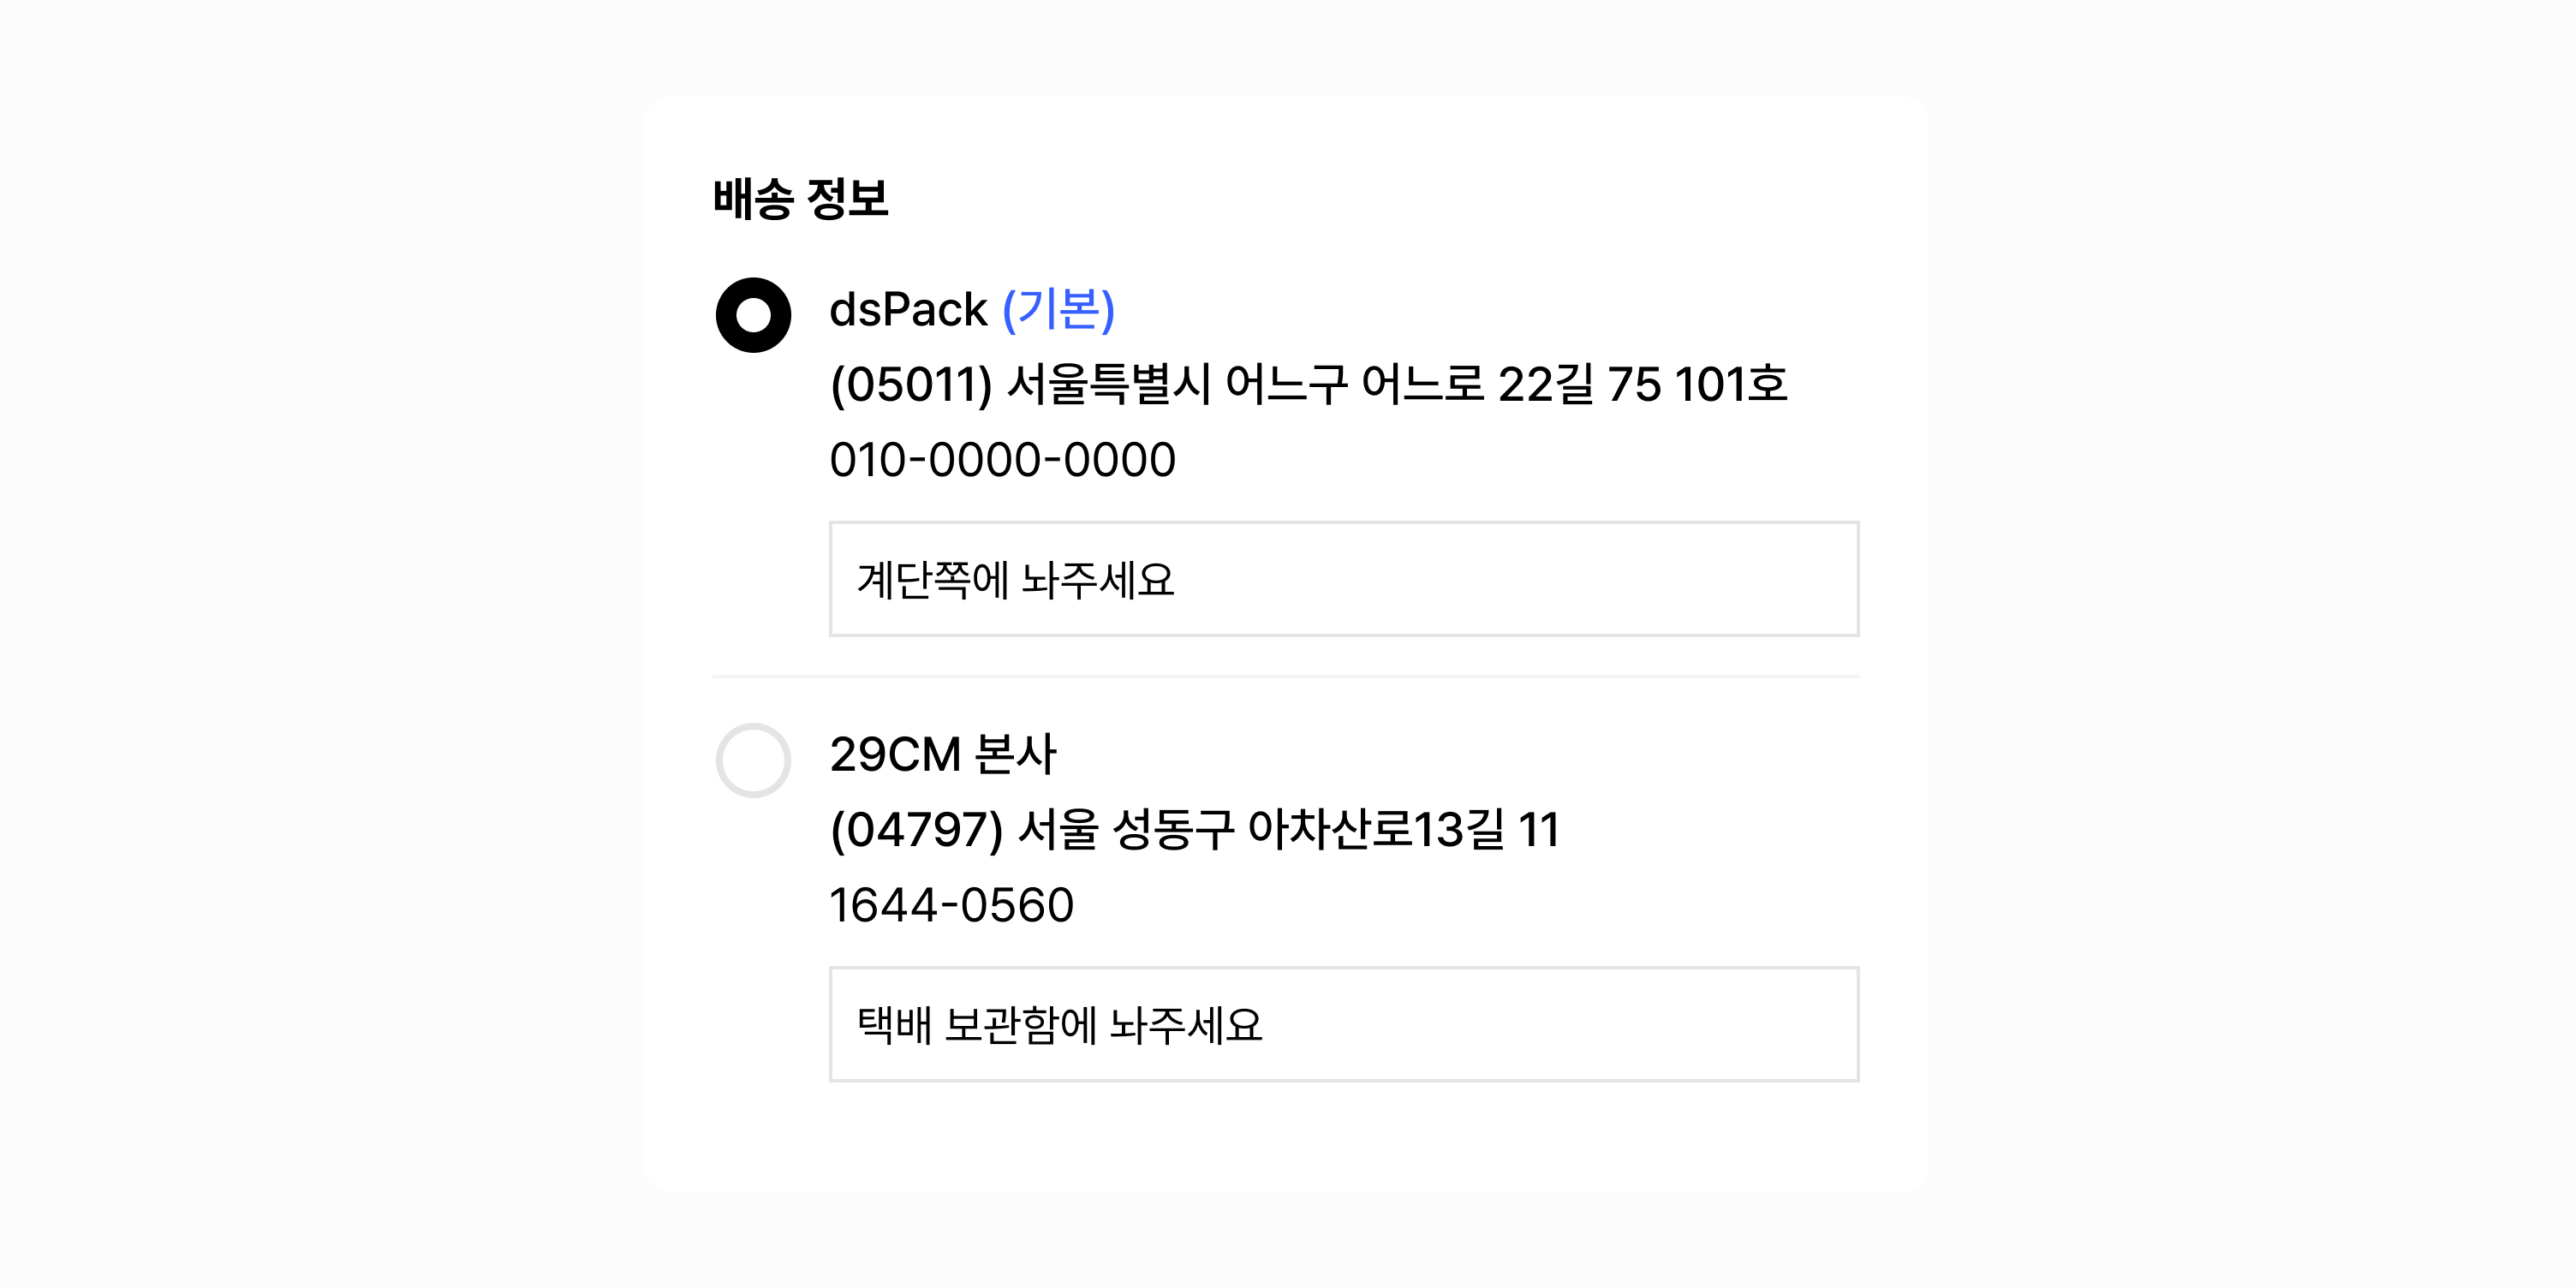 배송 정보
dsPack (기본)
(05011) 서울특별시 어느구 어느로 22길 75 101호
010-0000-0000
계단쪽에 놔주세요
29CM 본사
(04797) 서울 성동구 아차산로13길 11
1644-0560
택배 보관함에 놔주세요